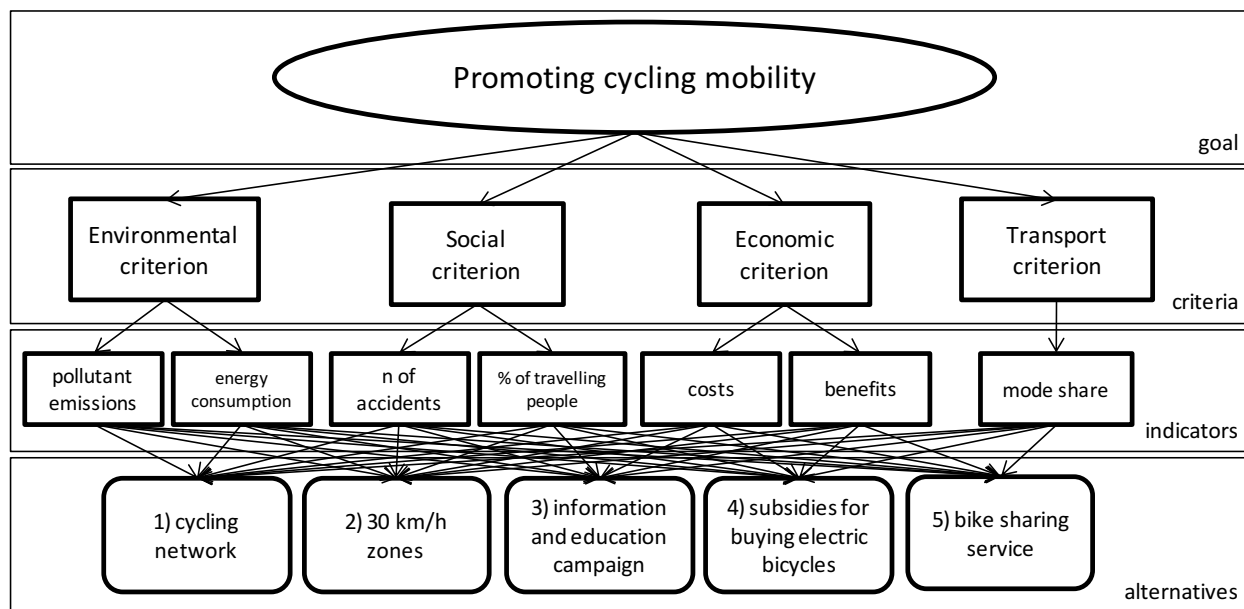 Promoting cycling mobility
goal
Environmental
criterion
Social
criterion
Economic
criterion
Transport
criterion
criteria
pollutant
emissions
energy
consumption
n of
accidents
% of travelling
people
costs
benefits
mode share
indicators
1) cycling
network
2) 30 km/h
zones
3) information
and education
campaign
4) subsidies for
buying electric
bicycles
5) bike sharing
service
alternatives